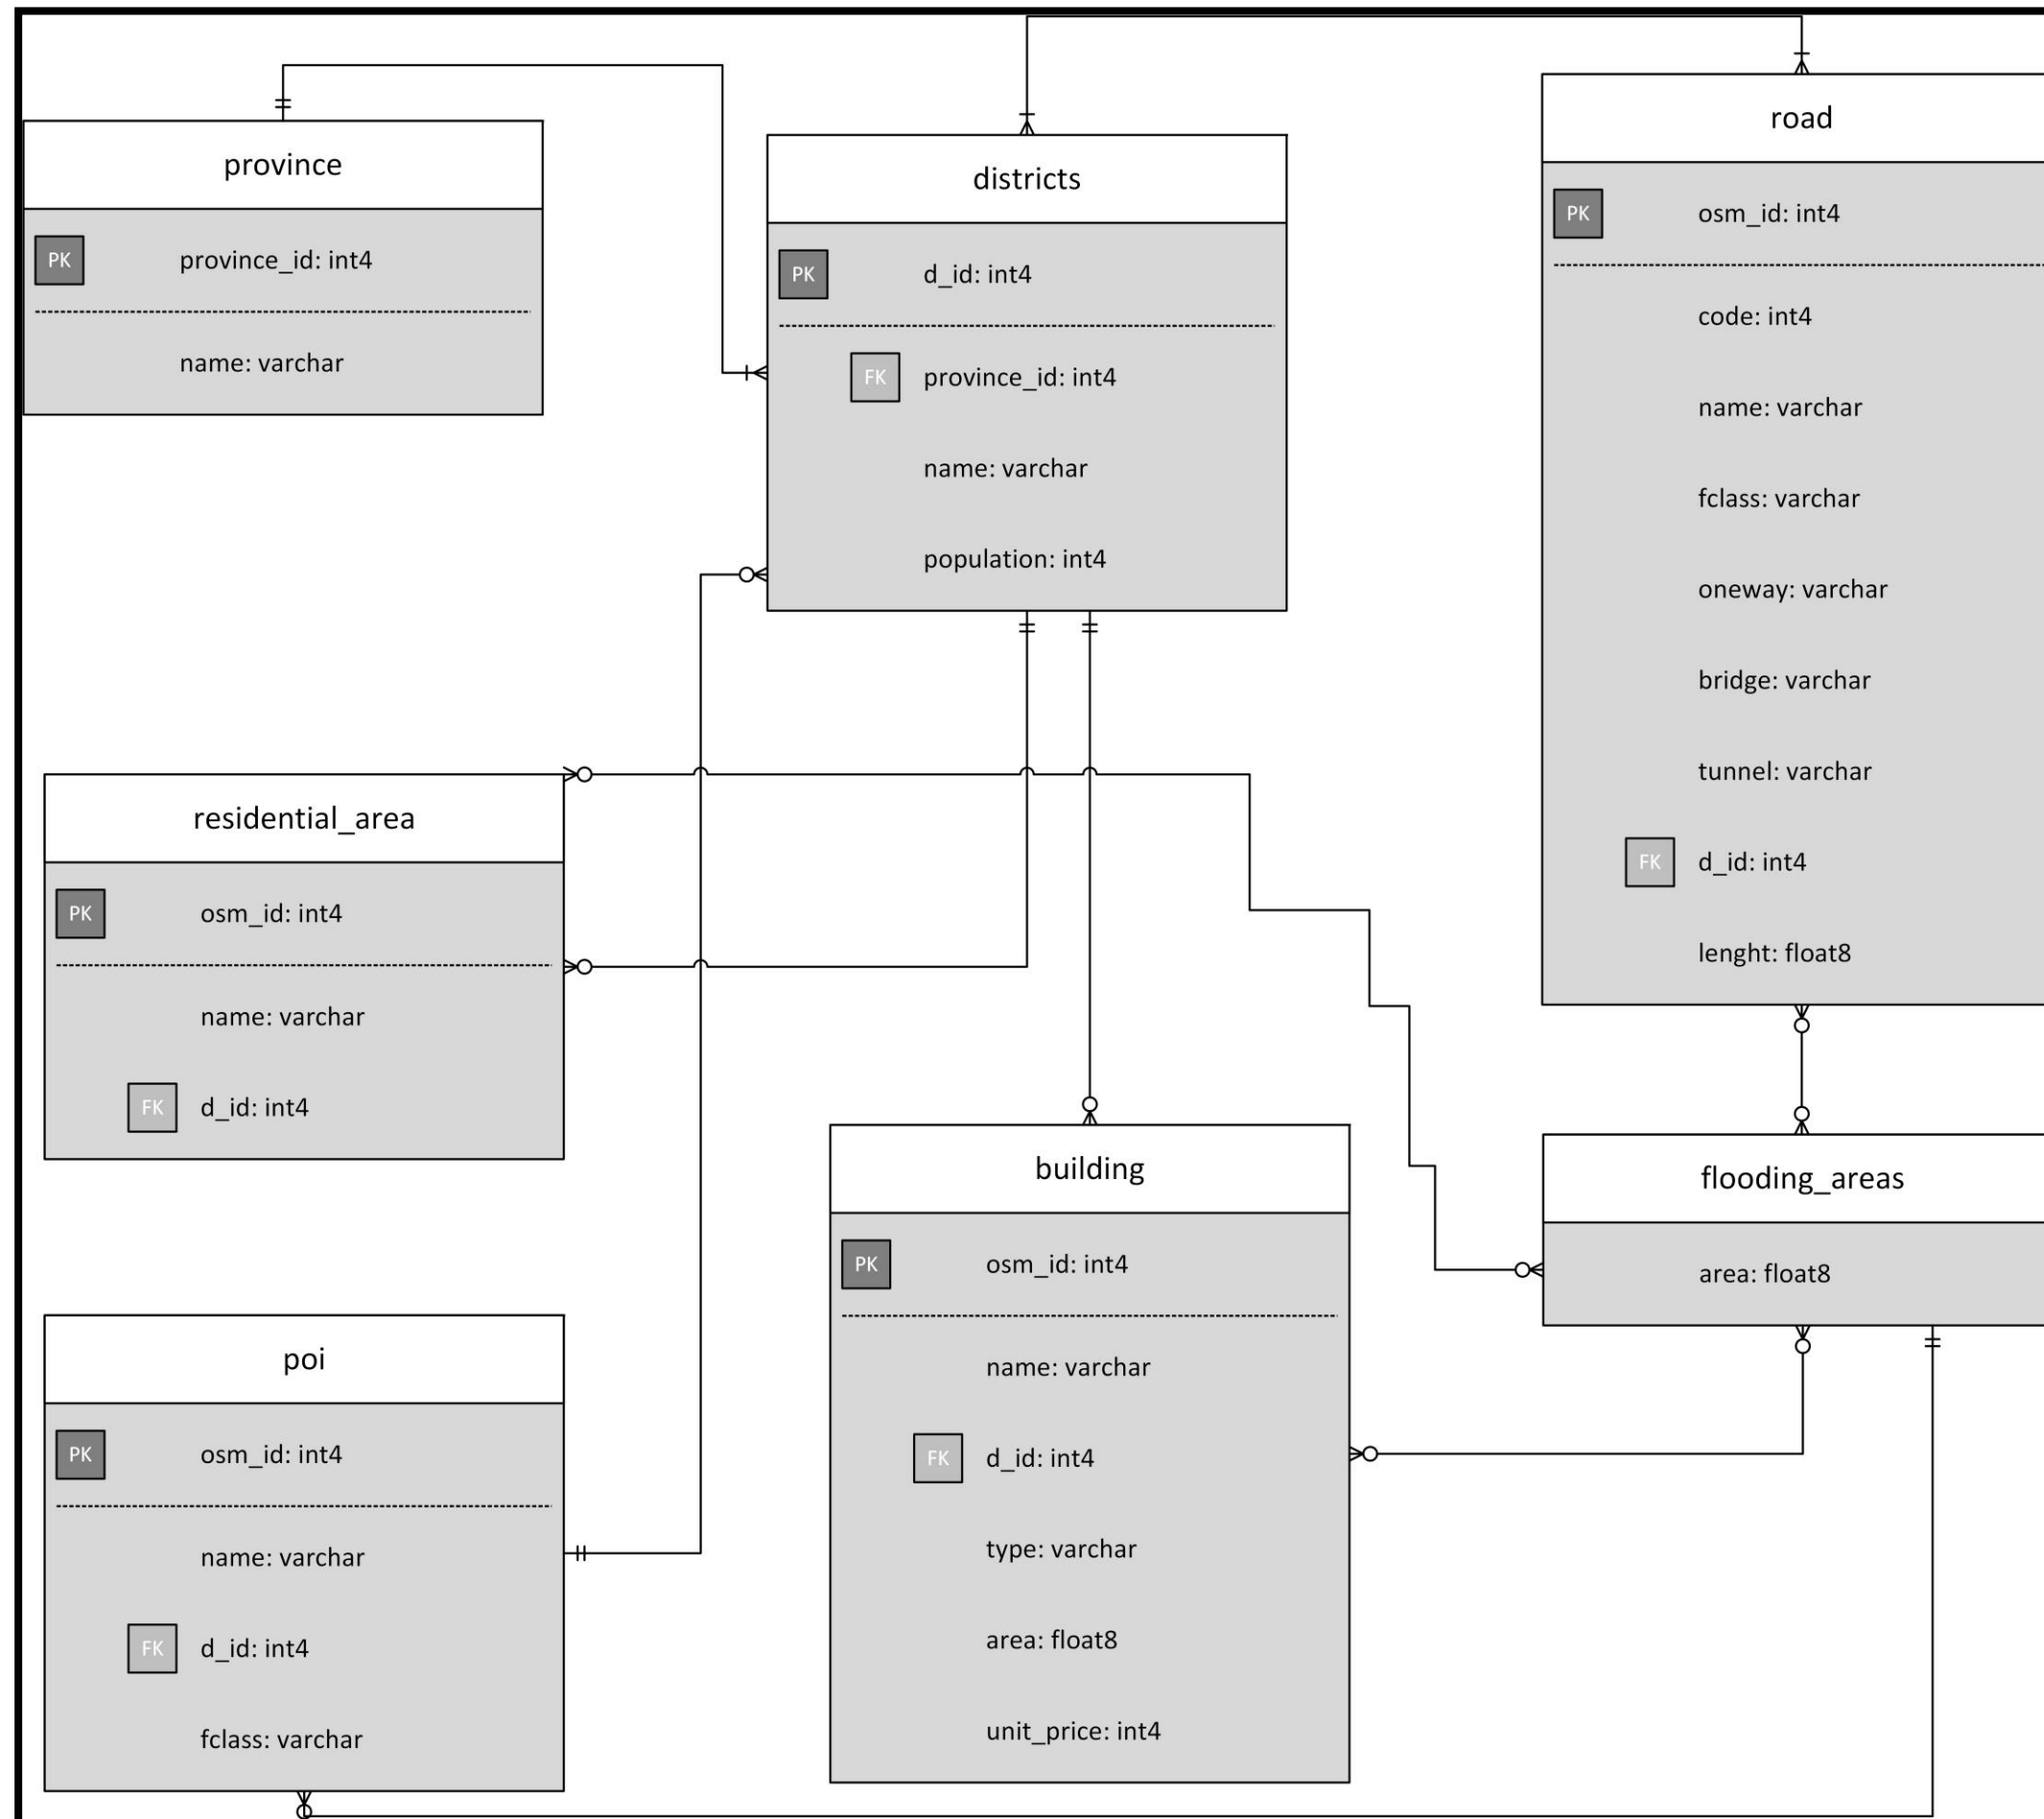 province
PK province_id: int4
name: varchar
districts
PK d_id: int4
FK province_id: int4
name: varchar
population: int4
road
PK osm_id: int4
code: int4
name: varchar
fclass: varchar
oneway: varchar
bridge: varchar
tunnel: varchar
FK d_id: int4
lenght: float8
residential_area
PK osm_id: int4
name: varchar
FK d_id: int4
building
PK osm_id: int4
name: varchar
FK d_id: int4
type: varchar
area: float8
unit_price: int4
flooding_areas
area: float8
poi
PK osm_id: int4
name: varchar
FK d_id: int4
fclass: varchar